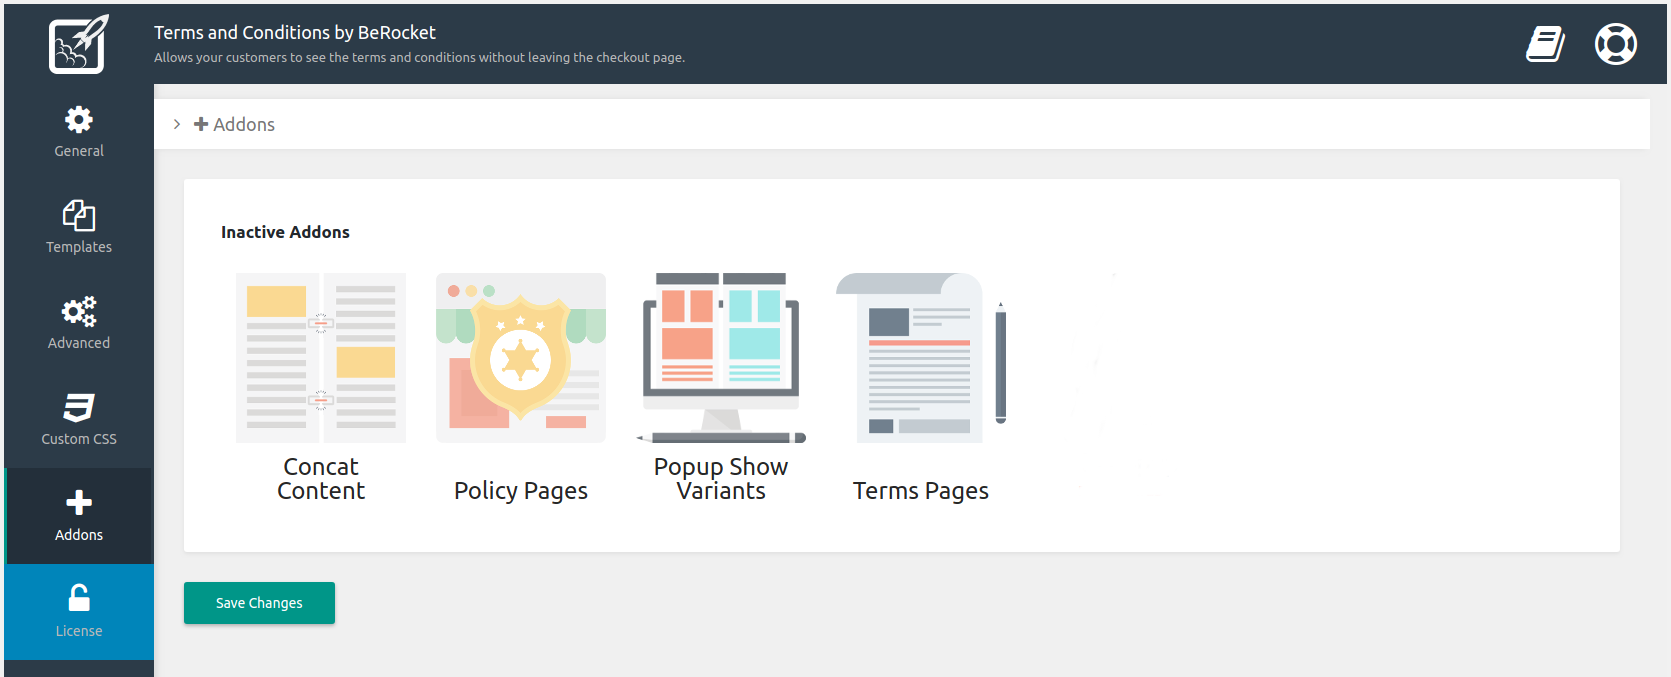 Terms and Conditions by BeRocket
Allows your customers to see the terms and conditions without leaving the checkout page.
General
Templates
Advanced
Custom CSS
Addons
License
Addons
Inactive Addons
Concat
Content
Policy Pages
Popup Show
Variants
Terms Pages
Save Changes